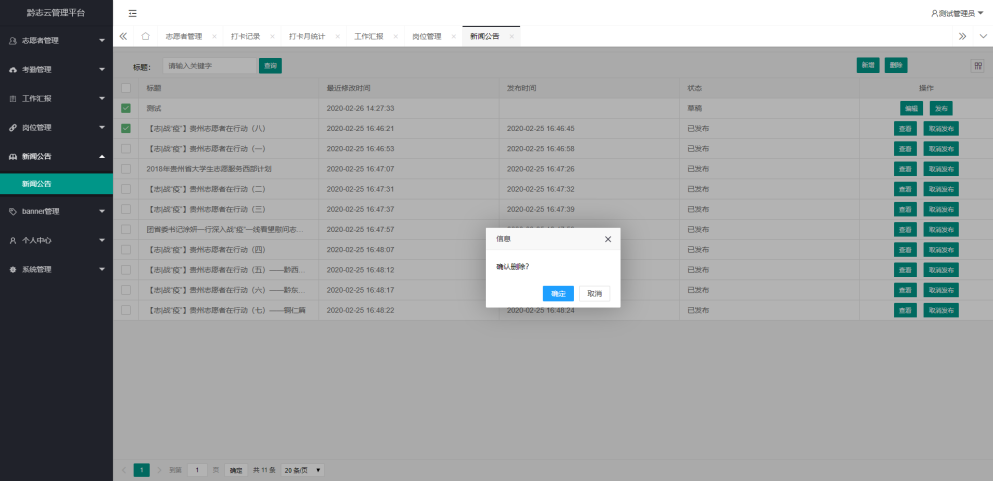 黔志云管理平台
测试管理员
志愿者管理
考勤管理
工作汇报
岗位管理
新闻公告
新闻公告
banner管理
个人中心
系统管理
志愿者管理 × 打卡记录 × 打卡月统计 × 工作汇报 × 岗位管理 × 新闻公告 ×
标题： 请输入关键字 查询 新增 删除
标题 最近修改时间 发布时间 状态 操作
测试 2020-02-26 14:27:33 草稿 编辑 发布
【志战“疫”】贵州志愿者在行动（八） 2020-02-25 16:46:21 2020-02-25 16:46:45 已发布 查看 取消发布
【志战“疫”】贵州志愿者在行动（一） 2020-02-25 16:46:53 2020-02-25 16:46:58 已发布 查看 取消发布
2018年贵州省大学生志愿服务西部计划 2020-02-25 16:47:07 2020-02-25 16:47:26 已发布 查看 取消发布
【志战“疫”】贵州志愿者在行动（二） 2020-02-25 16:47:31 2020-02-25 16:47:32 已发布 查看 取消发布
【志战“疫”】贵州志愿者在行动（三） 2020-02-25 16:47:37 2020-02-25 16:47:39 已发布 查看 取消发布
团省委书记涂妍一行深入战“疫”一线看望慰问志... 2020-02-25 16:47:57 已发布 查看 取消发布
【志战“疫”】贵州志愿者在行动（四） 2020-02-25 16:48:07 已发布 查看 取消发布
【志战“疫”】贵州志愿者在行动（五）——黔西... 2020-02-25 16:48:12 已发布 查看 取消发布
【志战“疫”】贵州志愿者在行动（六）——黔东... 2020-02-25 16:48:17 已发布 查看 取消发布
【志战“疫”】贵州志愿者在行动（七）——铜仁篇 2020-02-25 16:48:22 2020-02-25 16:48:24 已发布 查看 取消发布
信息
确认删除?
确定 取消
1 到第 1 页 确定 共 11 条 20 条/页